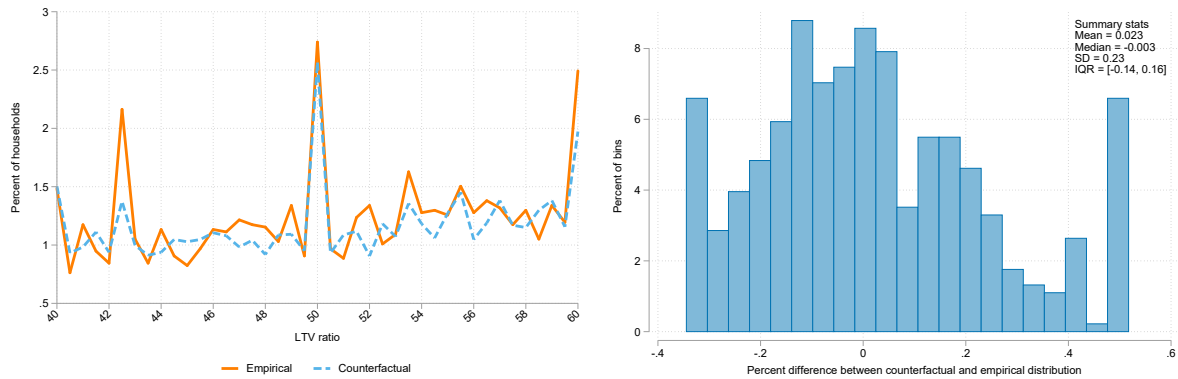 3
2.5
2
1.5
1
.5
Percent of households
40
42
44
46
48
50
52
54
56
58
60
LTV ratio
Empirical
Counterfactual
8
6
4
2
0
Percent of bins
Summary stats
Mean = 0.023
Median = -0.003
SD = 0.23
IQR = [-0.14, 0.16]
-.4
-.2
0
.2
.4
.6
Percent difference between counterfactual and empirical distribution